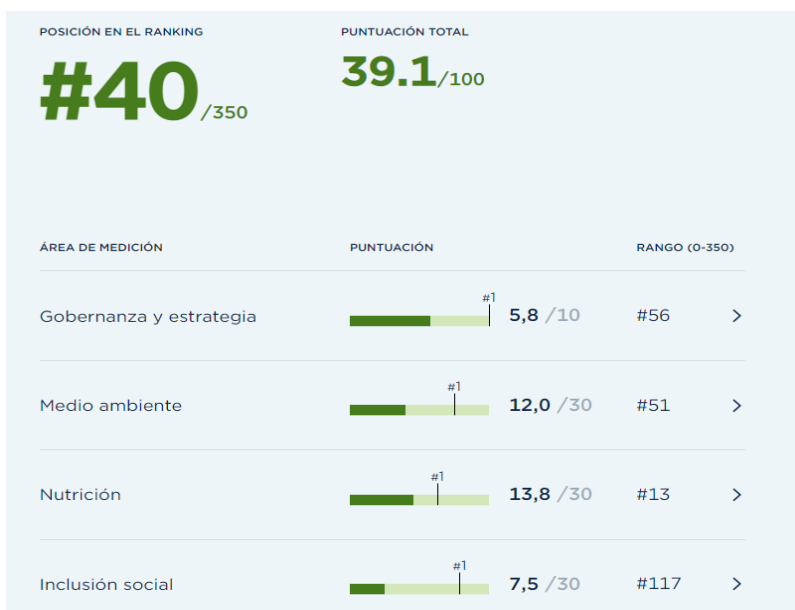 POSICIÓN EN EL RANKING
PUNTUACIÓN TOTAL
#40/350
39.1/100
ÁREA DE MEDICIÓN PUNTUACIÓN RANGO (0-350)
#1
Gobernanza y estrategia 5,8 /10 #56
#1
Medio ambiente 12,0 /30 #51
#1
Nutrición 13,8 /30 #13
#1
Inclusión social 7,5 /30 #117